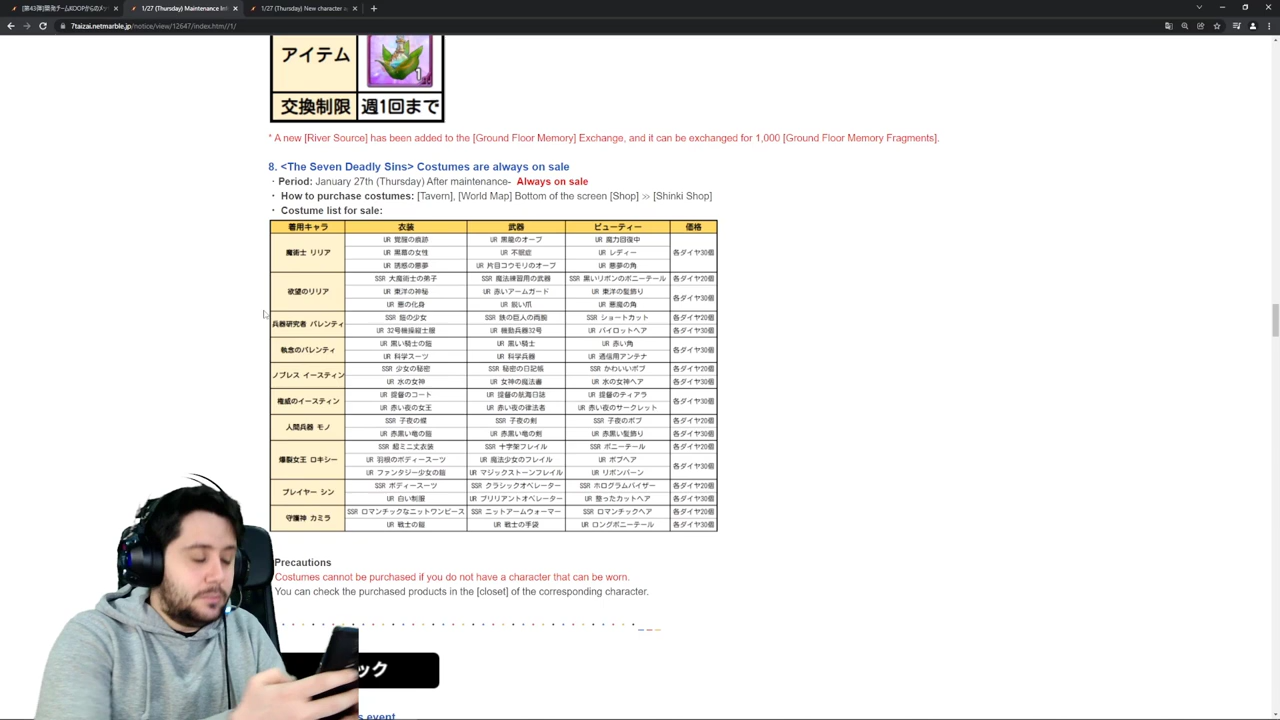 【第43弾】開発チームKOOPからのメッ
1/27 (Thursday) Maintenance Inf
1/27 (Thursday) New character a
7taizai.netmarble.jp/notice/view/12647/index.htm//1/
アイテム
1
交換制限 週1回まで
* A new [River Source] has been added to the [Ground Floor Memory] Exchange, and it can be exchanged for 1,000 [Ground Floor Memory Fragments].
8. <The Seven Deadly Sins> Costumes are always on sale
・ Period: January 27th (Thursday) After maintenance- Always on sale
・ How to purchase costumes: [Tavern], [World Map] Bottom of the screen [Shop] >> [Shinki Shop]
・ Costume list for sale:
着用キャラ 衣装 武器 ビューティー 価格
魔術士 リリア UR 覚醒の痕跡 UR 黒龍のオーブ UR 魔力回復中 各ダイヤ30個
UR 黒霧の女性 UR 不眠症 UR レディー
UR 誘惑の悪夢 UR 片目コウモリのオーブ UR 悪夢の角
欲望のリリア SSR 大魔術士の弟子 SSR 魔法練習用の武器 SSR 黒いリボンのポニーテール 各ダイヤ20個
UR 東洋の神秘 UR 赤いアームガード UR 東洋の髪飾り 各ダイヤ30個
UR 悪の化身 UR 鋭い爪 UR 悪魔の角
兵器研究者 バレンティ SSR 鎧の少女 SSR 鉄の巨人の両腕 SSR ショートカット 各ダイヤ20個
UR 32号機操縦士服 UR 機動兵器32号 UR パイロットヘア 各ダイヤ30個
執念のバレンティ UR 黒い騎士の鎧 UR 黒い騎士 UR 赤い角 各ダイヤ30個
UR 科学スーツ UR 科学兵器 UR 通信用アンテナ
ノブレス イースティン SSR 少女の秘密 SSR 秘密の日記帳 SSR かわいいボブ 各ダイヤ20個
UR 水の女神 UR 女神の魔法書 UR 水の女神ヘア 各ダイヤ30個
権威のイースティン UR 提督のコート UR 提督の航海日誌 UR 提督のティアラ 各ダイヤ30個
UR 赤い夜の女王 UR 赤い夜の律法者 UR 赤い夜のサークレット
人間兵器 モノ SSR 子夜の蝶 SSR 子夜の剣 SSR 子夜のボブ 各ダイヤ20個
UR 赤黒い竜の鎧 UR 赤黒い竜の剣 UR 赤黒い髪飾り 各ダイヤ30個
爆裂女王 ロキシー SSR 超ミニ丈衣装 SSR 十字架フレイル SSR ポニーテール 各ダイヤ20個
UR 羽根のボディースーツ UR 魔法少女のフレイル UR ボブヘア 各ダイヤ30個
UR ファンタジー少女の鎧 UR マジックストーンフレイル UR リボンバーン
プレイヤー シン SSR ボディースーツ SSR クラシックオペレーター SSR ホログラムバイザー 各ダイヤ20個
UR 白い制服 UR ブリリアントオペレーター UR 整ったカットヘア 各ダイヤ30個
守護神 カミラ SSR ロマンチックなニットワンピース SSR ニットアームウォーマー SSR ロマンチックヘア 各ダイヤ20個
UR 戦士の鎧 UR 戦士の手袋 UR ロングポニーテール 各ダイヤ30個
Precautions
Costumes cannot be purchased if you do not have a character that can be worn.
You can check the purchased products in the [closet] of the corresponding character.
ック
s event